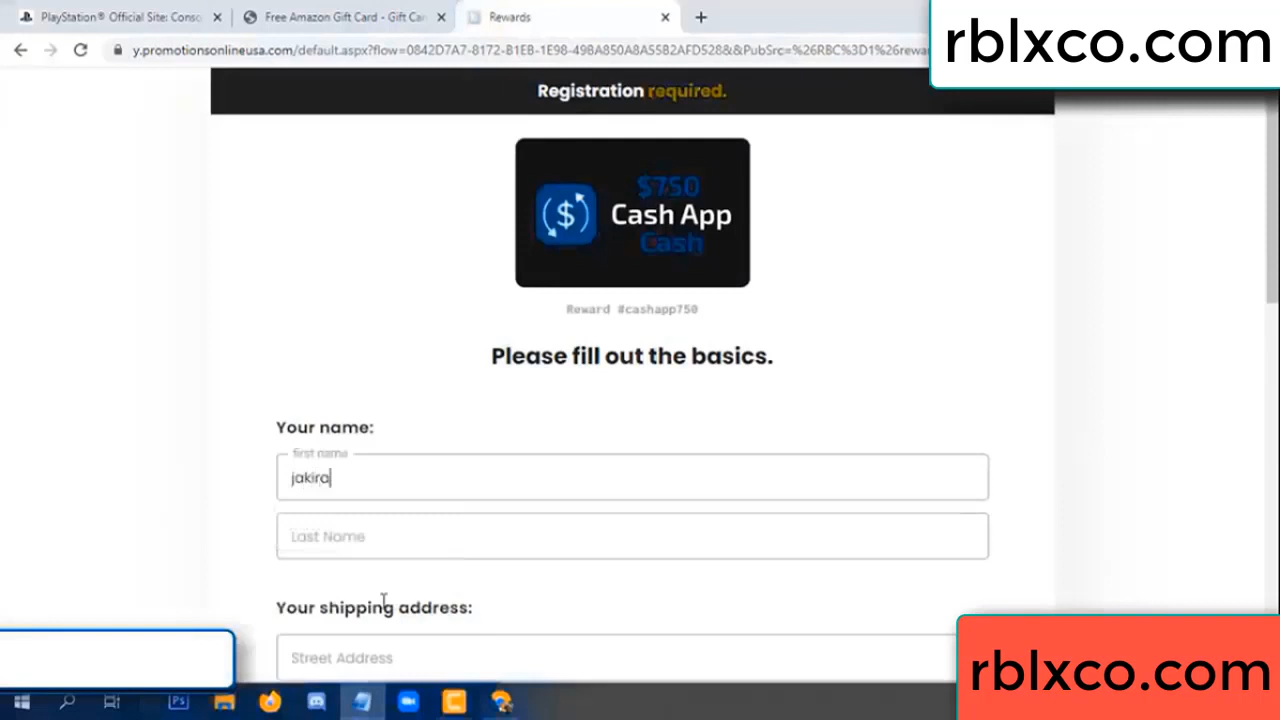 PlayStation® Official Site: Conso
Free Amazon Gift Card - Gift Car
Rewards
rblxco.com
y.promotionsonlineusa.com/default.aspx?flow=0842D7A7-8172-B1EB-1E98-49BA850A8A55B2AFD528&&PubSrc=%26RBC%3D1%26rewar
Registration required.
$750
Cash App
Cash
Reward #cashapp750
Please fill out the basics.
Your name:
first name
jakira
Last Name
Your shipping address:
Street Address
rblxco.com
Ps